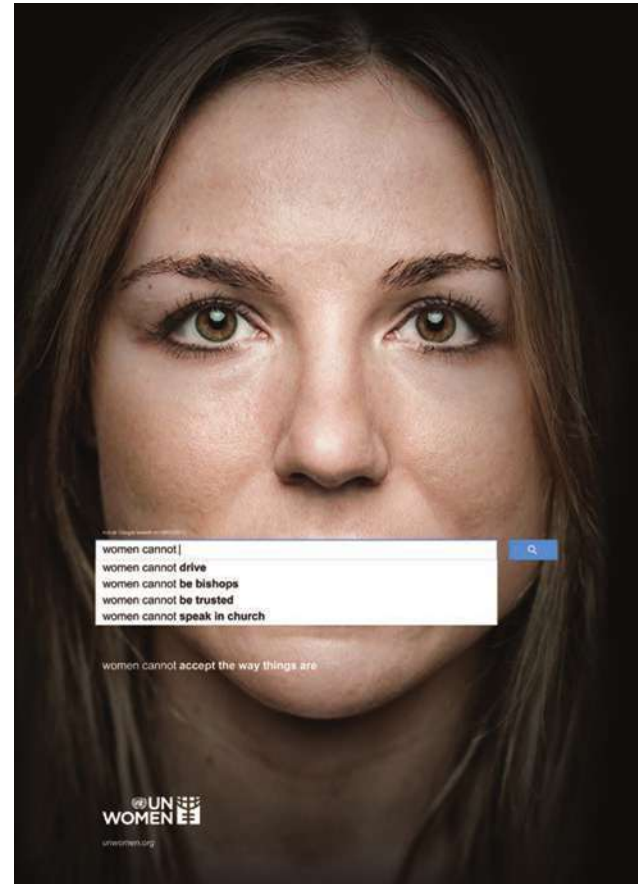 women cannot
women cannot drive
women cannot be bishops
women cannot be trusted
women cannot speak in church
women cannot accept the way things are
UN
WOMEN
unwomen.org